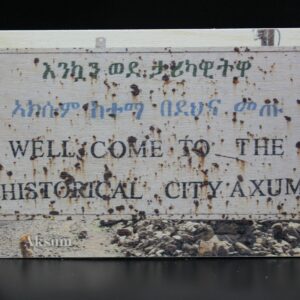 እንኳን ወደ ታሪካዊትዋ
አክሱም ከተማ በደህና መጡ
WELL COME TO THE
HISTORICAL CITY AXUM
Aksum